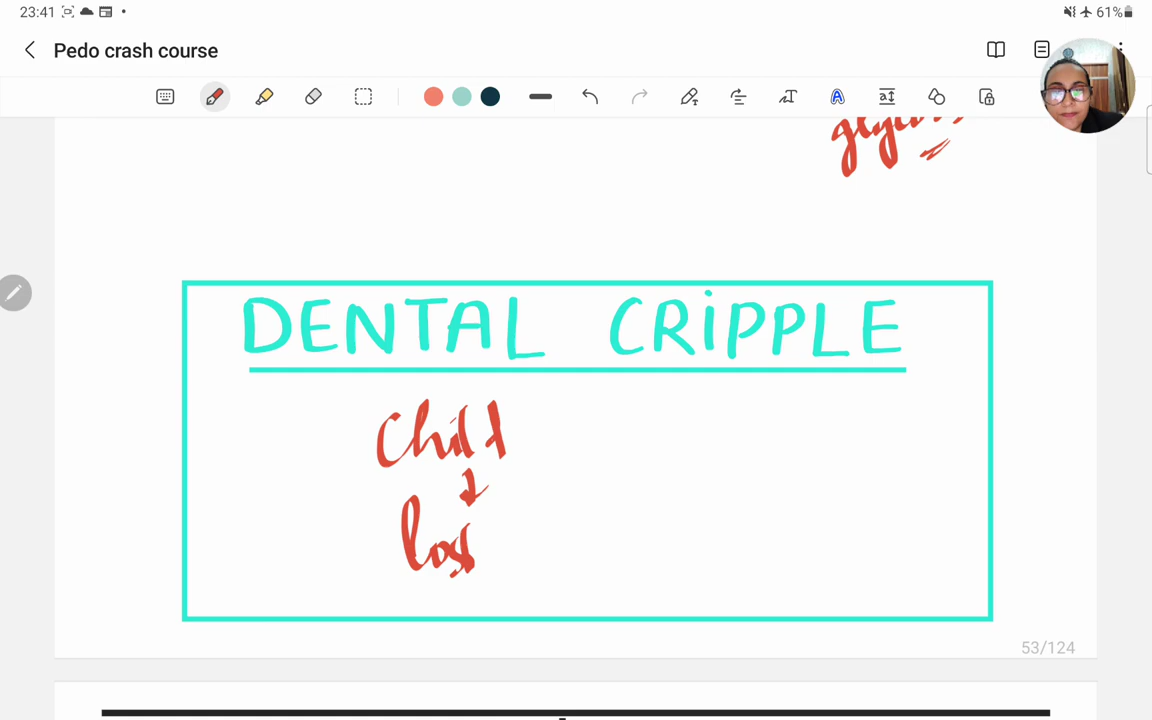 23:41 61%
Pedo crash course
DENTAL CRIPPLE
Child
↓
loss
53/124